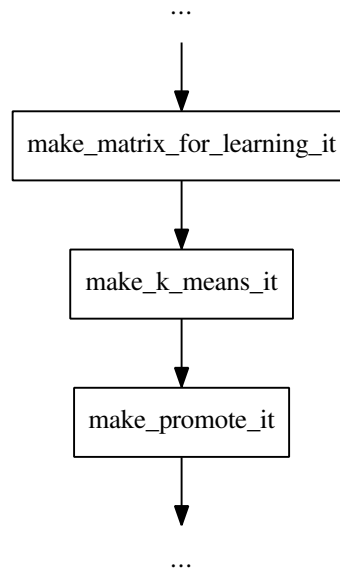 ...
make_matrix_for_learning_it
make_k_means_it
make_promote_it
...